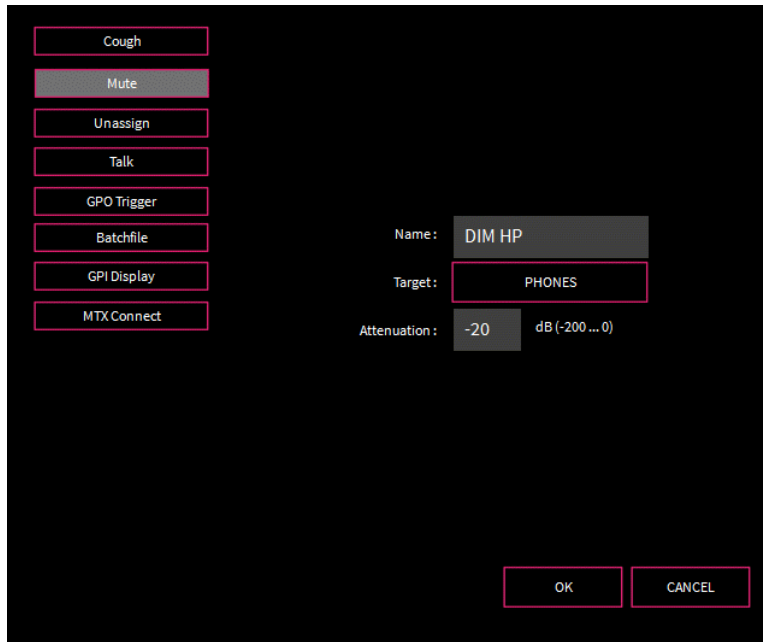 Cough
Mute
Unassign
Talk
GPO Trigger
Batchfile
GPI Display
MTX Connect
Name: DIM HP
Target: PHONES
Attenuation: -20 dB (-200 ... 0)
OK CANCEL